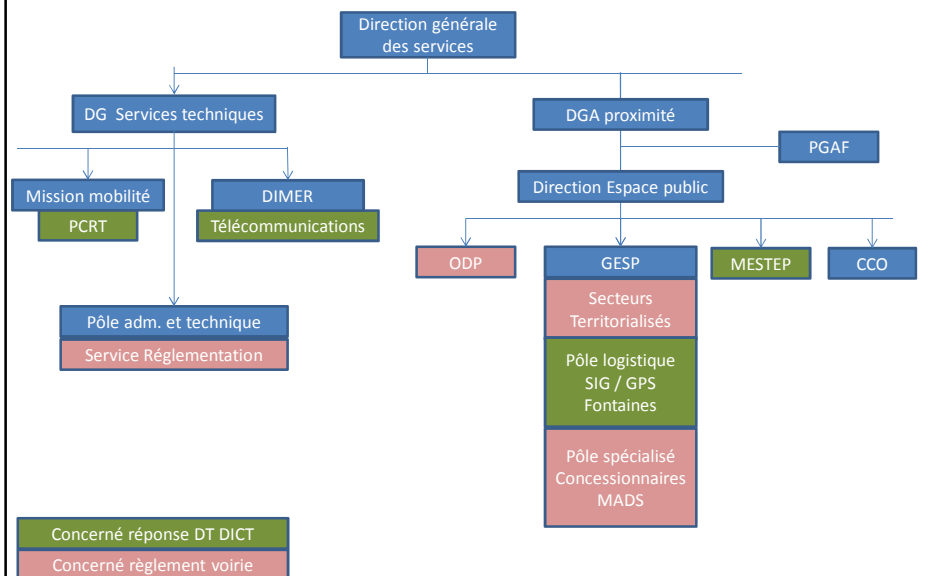 Direction générale
des services
DG Services techniques
DGA proximité
PGAF
Mission mobilité
DIMER
Direction Espace public
PCRT
Télécommunications
ODP
GESP
MESTEP
CCO
Secteurs
Territorialisés
Pôle adm. et technique
Service Réglementation
Pôle logistique
SIG / GPS
Fontaines
Pôle spécialisé
Concessionnaires
MADS
Concerné réponse DT DICT
Concerné règlement voirie